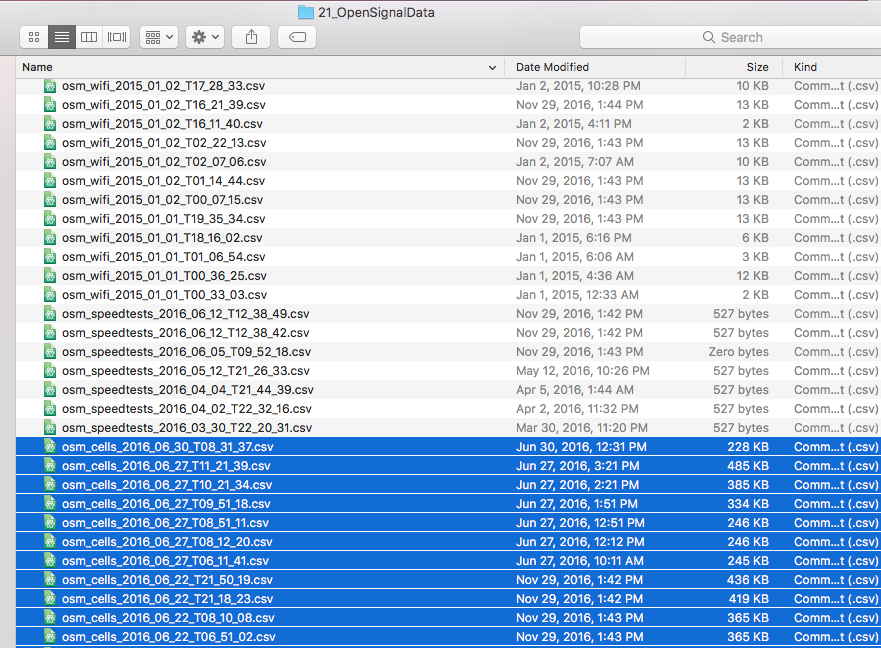 21_OpenSignalData
Search
Name Date Modified Size Kind
osm_wifi_2015_01_02_T17_28_33.csv Jan 2, 2015, 10:28 PM 10 KB Comm...t (.csv)
osm_wifi_2015_01_02_T16_21_39.csv Nov 29, 2016, 1:44 PM 13 KB Comm...t (.csv)
osm_wifi_2015_01_02_T16_11_40.csv Jan 2, 2015, 4:11 PM 2 KB Comm...t (.csv)
osm_wifi_2015_01_02_T02_22_13.csv Nov 29, 2016, 1:43 PM 13 KB Comm...t (.csv)
osm_wifi_2015_01_02_T02_07_06.csv Jan 2, 2015, 7:07 AM 10 KB Comm...t (.csv)
osm_wifi_2015_01_02_T01_14_44.csv Nov 29, 2016, 1:43 PM 13 KB Comm...t (.csv)
osm_wifi_2015_01_02_T00_07_15.csv Nov 29, 2016, 1:43 PM 13 KB Comm...t (.csv)
osm_wifi_2015_01_01_T19_35_34.csv Nov 29, 2016, 1:43 PM 13 KB Comm...t (.csv)
osm_wifi_2015_01_01_T18_16_02.csv Jan 1, 2015, 6:16 PM 6 KB Comm...t (.csv)
osm_wifi_2015_01_01_T01_06_54.csv Jan 1, 2015, 6:06 AM 3 KB Comm...t (.csv)
osm_wifi_2015_01_01_T00_36_25.csv Jan 1, 2015, 4:36 AM 12 KB Comm...t (.csv)
osm_wifi_2015_01_01_T00_33_03.csv Jan 1, 2015, 12:33 AM 2 KB Comm...t (.csv)
osm_speedtests_2016_06_12_T12_38_49.csv Nov 29, 2016, 1:42 PM 527 bytes Comm...t (.csv)
osm_speedtests_2016_06_12_T12_38_42.csv Nov 29, 2016, 1:42 PM 527 bytes Comm...t (.csv)
osm_speedtests_2016_06_05_T09_52_18.csv Nov 29, 2016, 1:43 PM Zero bytes Comm...t (.csv)
osm_speedtests_2016_05_12_T21_26_33.csv May 12, 2016, 10:26 PM 527 bytes Comm...t (.csv)
osm_speedtests_2016_04_04_T21_44_39.csv Apr 5, 2016, 1:44 AM 527 bytes Comm...t (.csv)
osm_speedtests_2016_04_02_T22_32_16.csv Apr 2, 2016, 11:32 PM 527 bytes Comm...t (.csv)
osm_speedtests_2016_03_30_T22_20_31.csv Mar 30, 2016, 11:20 PM 527 bytes Comm...t (.csv)
osm_cells_2016_06_30_T08_31_37.csv Jun 30, 2016, 12:31 PM 228 KB Comm...t (.csv)
osm_cells_2016_06_27_T11_21_39.csv Jun 27, 2016, 3:21 PM 485 KB Comm...t (.csv)
osm_cells_2016_06_27_T10_21_34.csv Jun 27, 2016, 2:21 PM 385 KB Comm...t (.csv)
osm_cells_2016_06_27_T09_51_18.csv Jun 27, 2016, 1:51 PM 334 KB Comm...t (.csv)
osm_cells_2016_06_27_T08_51_11.csv Jun 27, 2016, 12:51 PM 246 KB Comm...t (.csv)
osm_cells_2016_06_27_T08_12_20.csv Jun 27, 2016, 12:12 PM 246 KB Comm...t (.csv)
osm_cells_2016_06_27_T06_11_41.csv Jun 27, 2016, 10:11 AM 245 KB Comm...t (.csv)
osm_cells_2016_06_22_T21_50_19.csv Nov 29, 2016, 1:42 PM 436 KB Comm...t (.csv)
osm_cells_2016_06_22_T21_18_23.csv Nov 29, 2016, 1:42 PM 419 KB Comm...t (.csv)
osm_cells_2016_06_22_T08_10_08.csv Nov 29, 2016, 1:43 PM 365 KB Comm...t (.csv)
osm_cells_2016_06_22_T06_51_02.csv Nov 29, 2016, 1:43 PM 365 KB Comm...t (.csv)